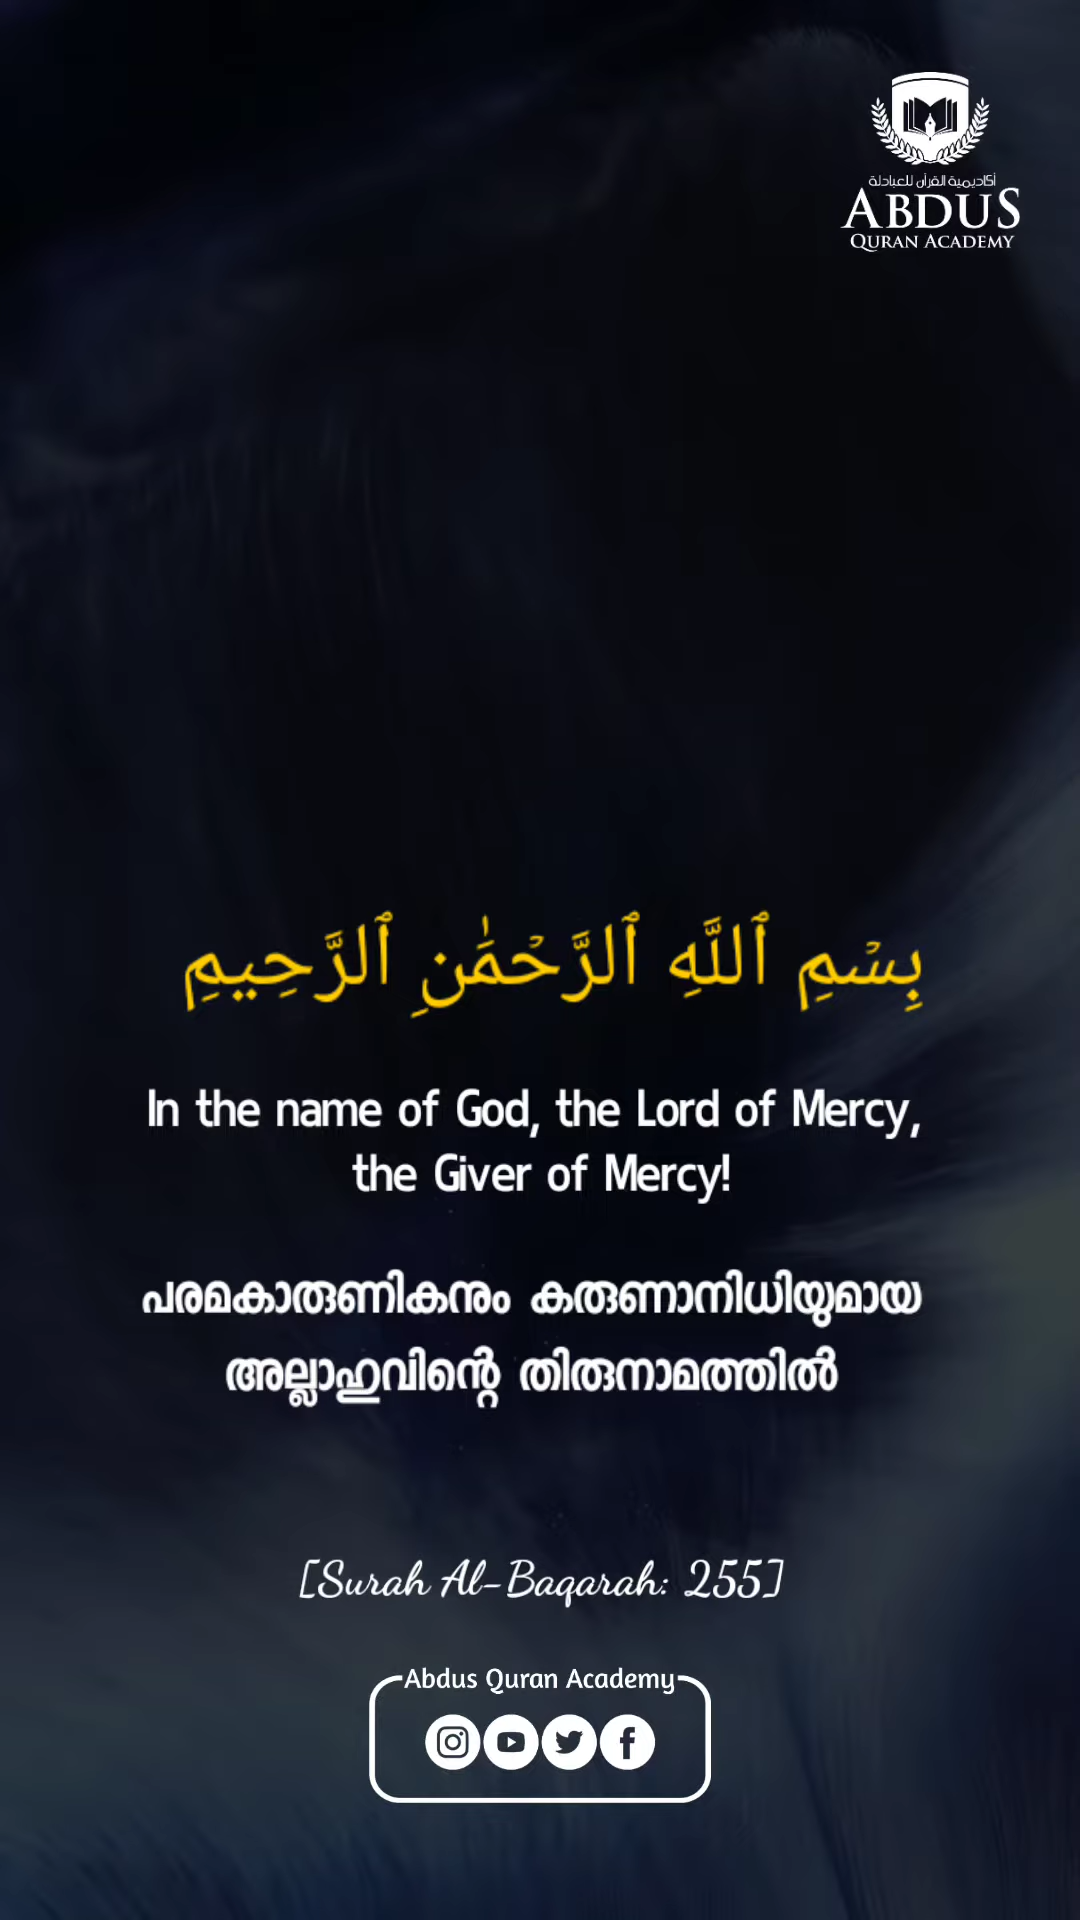 أكاديمية القرآن للعبادلة
ABDUS
QURAN ACADEMY
بِسْمِ ٱللَّهِ ٱلرَّحْمَٰنِ ٱلرَّحِيمِ
In the name of God, the Lord of Mercy,
the Giver of Mercy!
പരമകാരുണികനും കരുണാനിധിയുമായ
അല്ലാഹുവിന്റെ തിരുനാമത്തിൽ
[Surah Al-Baqarah: 255]
Abdus Quran Academy